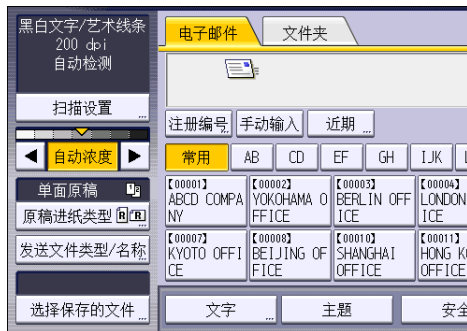 黑白文字/艺术线条
200 dpi
自动检测
扫描设置
自动浓度
单面原稿
原稿进纸类型
发送文件类型/名称
选择保存的文件
电子邮件
文件夹
注册编号
手动输入
近期
常用
AB
CD
EF
GH
IJK
[00001]
ABCD COMPA
NY
[00002]
YOKOHAMA O
FFICE
[00003]
BERLIN OFF
ICE
[00004]
LONDON
ICE
[00007]
KYOTO OFFI
CE
[00008]
BEIJING OF
FICE
[00010]
SHANGHAI
OFFICE
[00011]
HONG K
OFFICE
文字
主题
安全